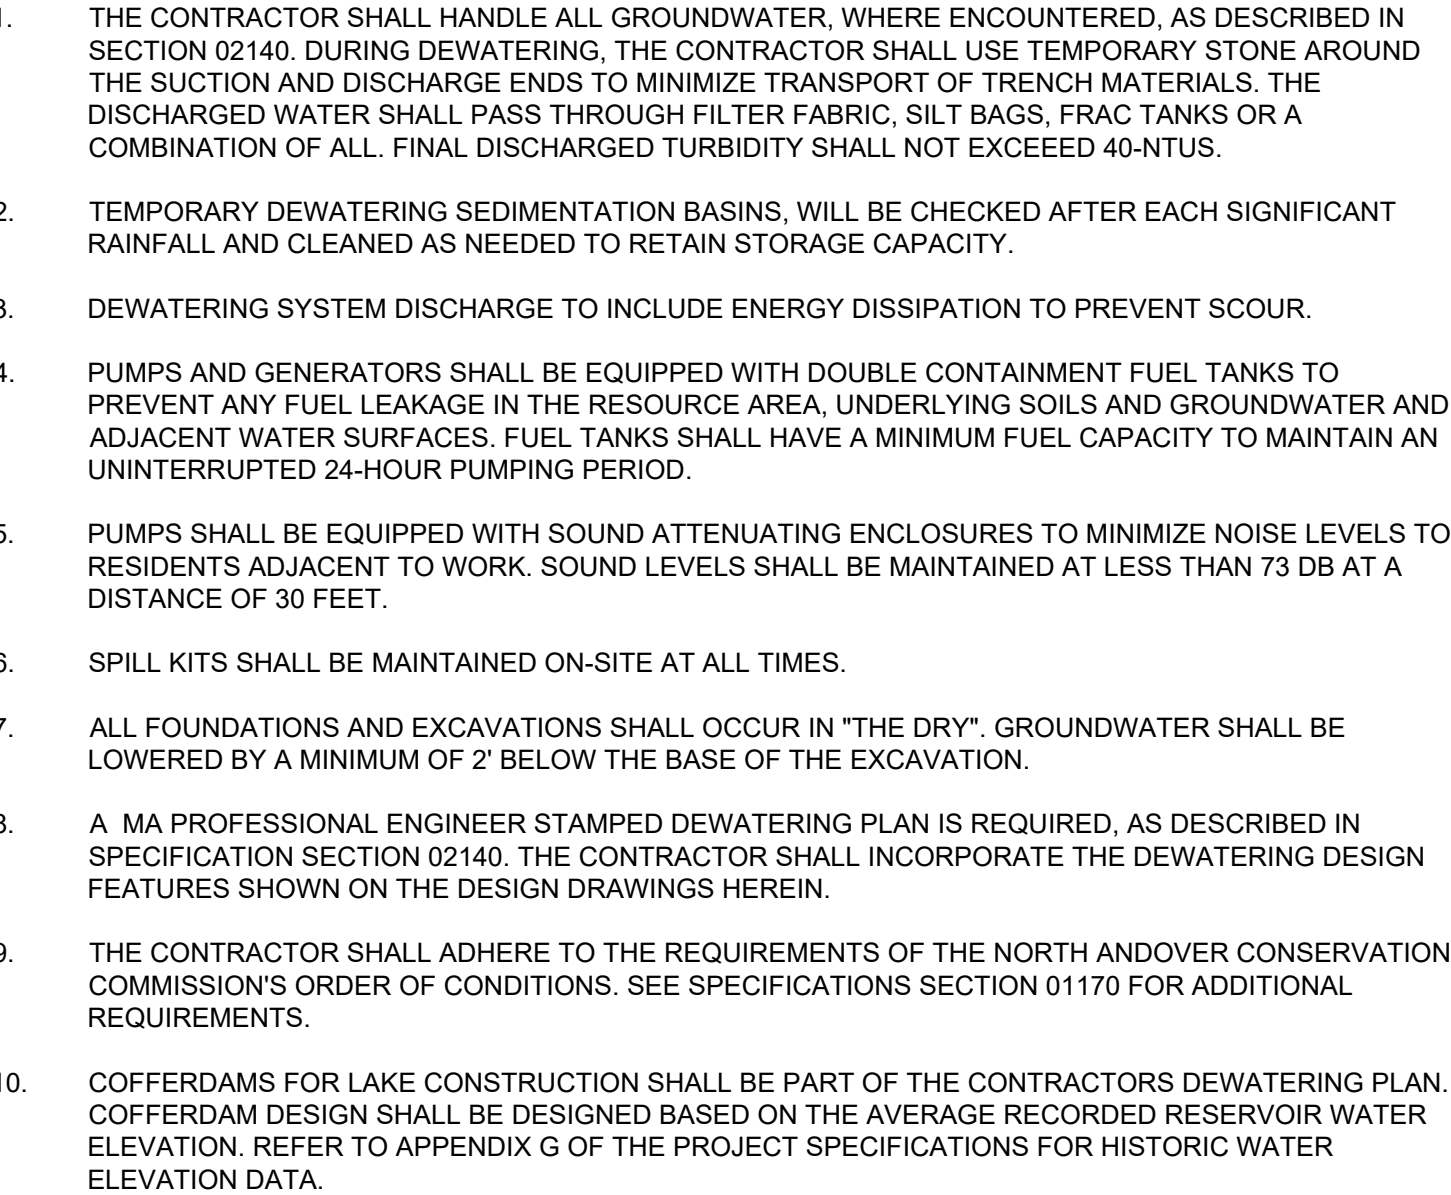 1. THE CONTRACTOR SHALL HANDLE ALL GROUNDWATER, WHERE ENCOUNTERED, AS DESCRIBED IN
SECTION 02140. DURING DEWATERING, THE CONTRACTOR SHALL USE TEMPORARY STONE AROUND
THE SUCTION AND DISCHARGE ENDS TO MINIMIZE TRANSPORT OF TRENCH MATERIALS. THE
DISCHARGED WATER SHALL PASS THROUGH FILTER FABRIC, SILT BAGS, FRAC TANKS OR A
COMBINATION OF ALL. FINAL DISCHARGED TURBIDITY SHALL NOT EXCEEED 40-NTUS.
2. TEMPORARY DEWATERING SEDIMENTATION BASINS, WILL BE CHECKED AFTER EACH SIGNIFICANT
RAINFALL AND CLEANED AS NEEDED TO RETAIN STORAGE CAPACITY.
3. DEWATERING SYSTEM DISCHARGE TO INCLUDE ENERGY DISSIPATION TO PREVENT SCOUR.
4. PUMPS AND GENERATORS SHALL BE EQUIPPED WITH DOUBLE CONTAINMENT FUEL TANKS TO
PREVENT ANY FUEL LEAKAGE IN THE RESOURCE AREA, UNDERLYING SOILS AND GROUNDWATER AND
ADJACENT WATER SURFACES. FUEL TANKS SHALL HAVE A MINIMUM FUEL CAPACITY TO MAINTAIN AN
UNINTERRUPTED 24-HOUR PUMPING PERIOD.
5. PUMPS SHALL BE EQUIPPED WITH SOUND ATTENUATING ENCLOSURES TO MINIMIZE NOISE LEVELS TO
RESIDENTS ADJACENT TO WORK. SOUND LEVELS SHALL BE MAINTAINED AT LESS THAN 73 DB AT A
DISTANCE OF 30 FEET.
6. SPILL KITS SHALL BE MAINTAINED ON-SITE AT ALL TIMES.
7. ALL FOUNDATIONS AND EXCAVATIONS SHALL OCCUR IN "THE DRY". GROUNDWATER SHALL BE
LOWERED BY A MINIMUM OF 2' BELOW THE BASE OF THE EXCAVATION.
8. A MA PROFESSIONAL ENGINEER STAMPED DEWATERING PLAN IS REQUIRED, AS DESCRIBED IN
SPECIFICATION SECTION 02140. THE CONTRACTOR SHALL INCORPORATE THE DEWATERING DESIGN
FEATURES SHOWN ON THE DESIGN DRAWINGS HEREIN.
9. THE CONTRACTOR SHALL ADHERE TO THE REQUIREMENTS OF THE NORTH ANDOVER CONSERVATION
COMMISSION'S ORDER OF CONDITIONS. SEE SPECIFICATIONS SECTION 01170 FOR ADDITIONAL
REQUIREMENTS.
10. COFFERDAMS FOR LAKE CONSTRUCTION SHALL BE PART OF THE CONTRACTORS DEWATERING PLAN.
COFFERDAM DESIGN SHALL BE DESIGNED BASED ON THE AVERAGE RECORDED RESERVOIR WATER
ELEVATION. REFER TO APPENDIX G OF THE PROJECT SPECIFICATIONS FOR HISTORIC WATER
ELEVATION DATA.